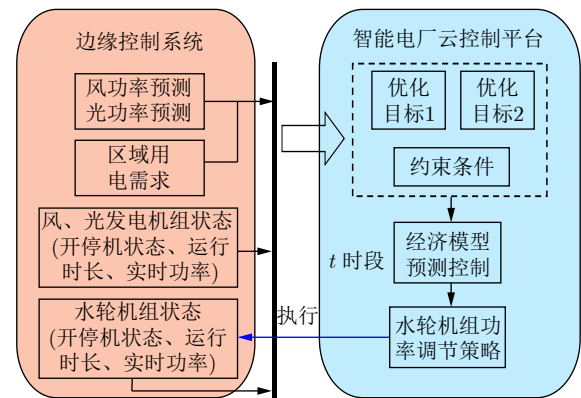 边缘控制系统
风功率预测
光功率预测
区域用
电需求
风、光发电机组状态
(开停机状态、运行
时长、实时功率)
水轮机组状态
(开停机状态、运行
时长、实时功率)
执行
智能电厂云控制平台
优化
目标1
优化
目标2
约束条件
t 时段
经济模型
预测控制
水轮机组功
率调节策略